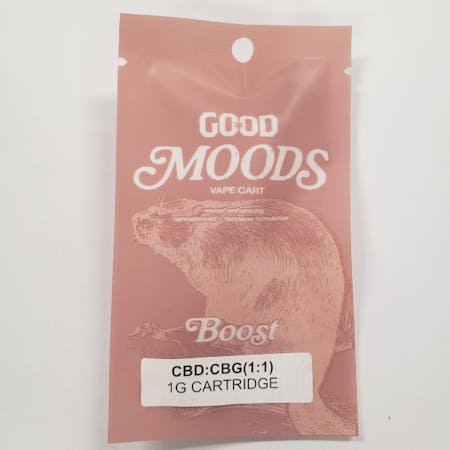 GOOD
MOODS
VAPE CART
mood enhancing
cannabinoid + terpene formulation
Boost
CBD:CBG(1:1)
1G CARTRIDGE